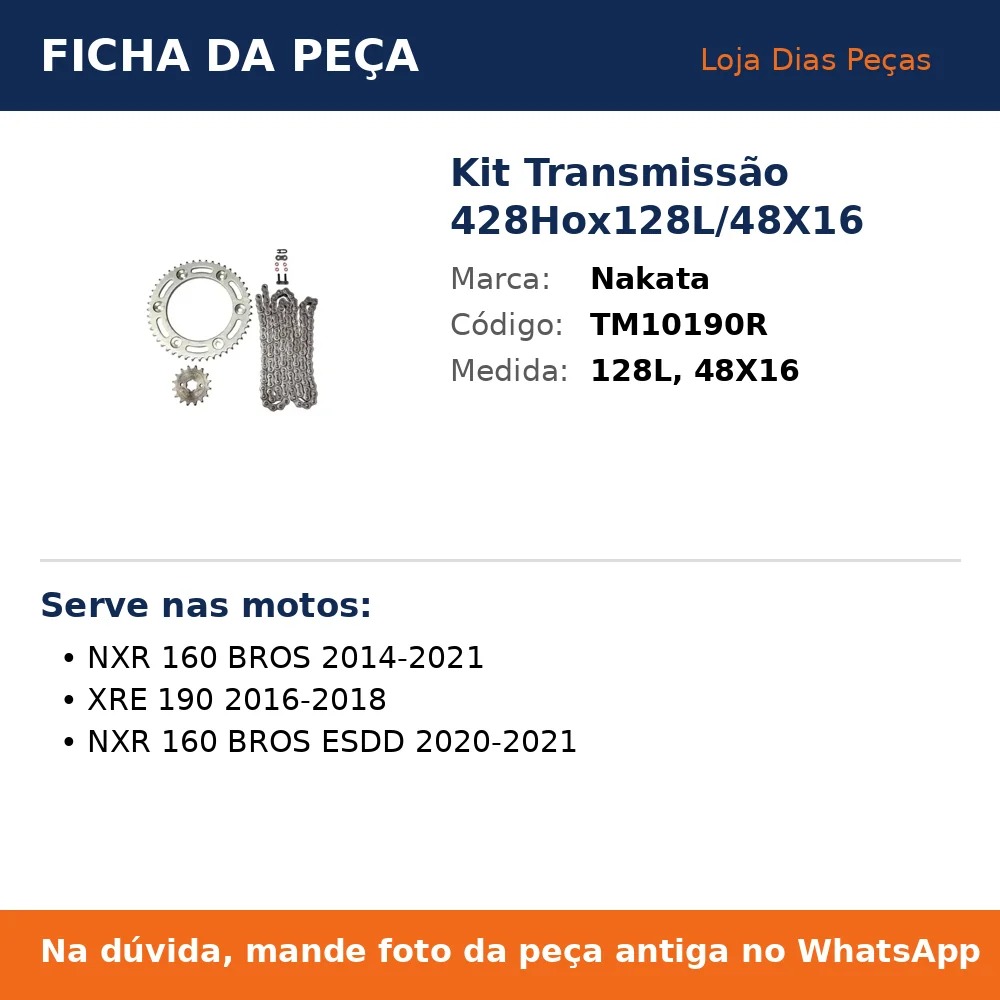 FICHA DA PEÇA
Loja Dias Peças
Kit Transmissão
428Hox128L/48X16
Marca: Nakata
Código: TM10190R
Medida: 128L, 48X16
Serve nas motos:
• NXR 160 BROS 2014-2021
• XRE 190 2016-2018
• NXR 160 BROS ESDD 2020-2021
Na dúvida, mande foto da peça antiga no WhatsApp